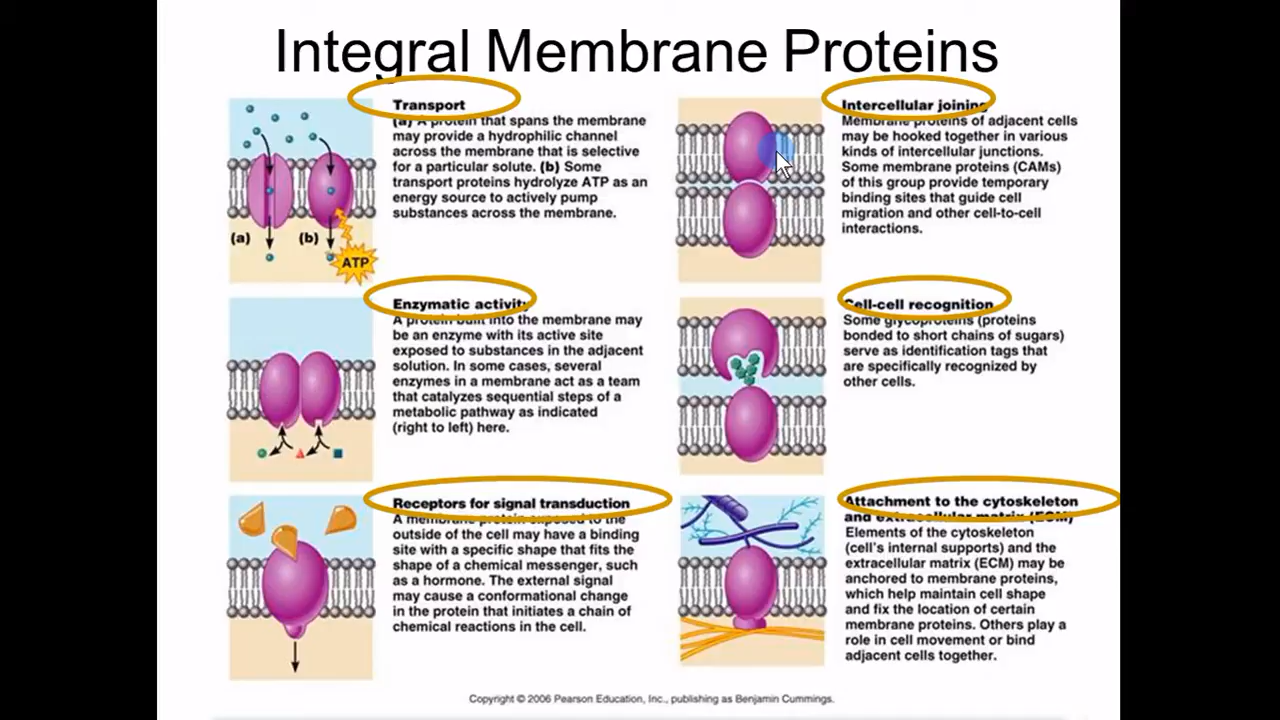 Integral Membrane Proteins
Transport
(a) A protein that spans the membrane
may provide a hydrophilic channel
across the membrane that is selective
for a particular solute. (b) Some
transport proteins hydrolyze ATP as an
energy source to actively pump
substances across the membrane.
(a)
(b)
ATP
Enzymatic activity
A protein built into the membrane may
be an enzyme with its active site
exposed to substances in the adjacent
solution. In some cases, several
enzymes in a membrane act as a team
that catalyzes sequential steps of a
metabolic pathway as indicated
(right to left) here.
Receptors for signal transduction
A membrane protein exposed to the
outside of the cell may have a binding
site with a specific shape that fits the
shape of a chemical messenger, such
as a hormone. The external signal
may cause a conformational change
in the protein that initiates a chain of
chemical reactions in the cell.
Intercellular joining
Membrane proteins of adjacent cells
may be hooked together in various
kinds of intercellular junctions.
Some membrane proteins (CAMs)
of this group provide temporary
binding sites that guide cell
migration and other cell-to-cell
interactions.
Cell-cell recognition
Some glycoproteins (proteins
bonded to short chains of sugars)
serve as identification tags that
are specifically recognized by
other cells.
Attachment to the cytoskeleton
and extracellular matrix (ECM)
Elements of the cytoskeleton
(cell's internal supports) and the
extracellular matrix (ECM) may be
anchored to membrane proteins,
which help maintain cell shape
and fix the location of certain
membrane proteins. Others play a
role in cell movement or bind
adjacent cells together.
Copyright © 2006 Pearson Education, Inc., publishing as Benjamin Cummings.